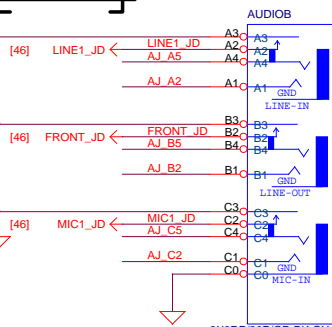 AUDIOB
A3 A3
[46] LINE1_JD LINE1_JD A2 A2
AJ_A5 A4 A4
AJ_A2 A1 A1
GND
LINE-IN
B3 B3
[46] FRONT_JD FRONT_JD B2 B2
AJ_B5 B4 B4
AJ_B2 B1 B1
GND
LINE-OUT
C3 C3
[46] MIC1_JD MIC1_JD C2 C2
AJ_C5 C4 C4
AJ_C2 C1 C1
GND
C0 C0
MIC-IN